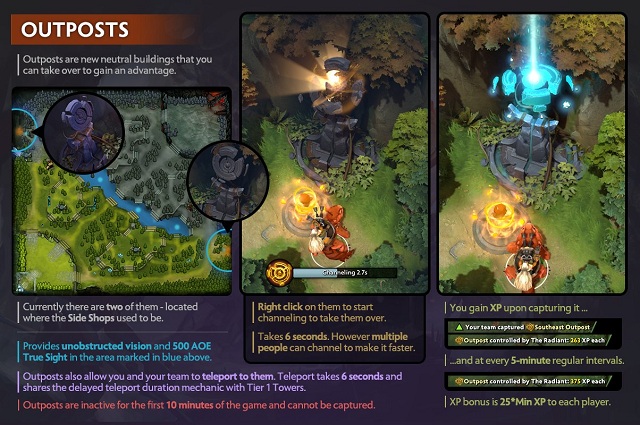 OUTPOSTS
Outposts are new neutral buildings that you
can take over to gain an advantage.
Channeling 2.7s
Currently there are two of them - located
where the Side Shops used to be.
Provides unobstructed vision and 500 AOE
True Sight in the area marked in blue above.
Right click on them to start
channeling to take them over.
Takes 6 seconds. However multiple
people can channel to make it faster.
You gain XP upon capturing it ...
Your team captured Southeast Outpost
Outpost controlled by The Radiant: 263 XP each
...and at every 5-minute regular intervals.
Outpost controlled by The Radiant: 375 XP each
XP bonus is 25*Min XP to each player.
Outposts also allow you and your team to teleport to them. Teleport takes 6 seconds and
shares the delayed teleport duration mechanic with Tier 1 Towers.
Outposts are inactive for the first 10 minutes of the game and cannot be captured.